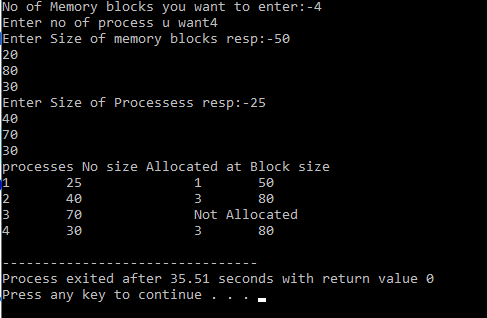 No of Memory blocks you want to enter:-4
Enter no of process u want4
Enter Size of memory blocks resp:-50
20
80
30
Enter Size of Processess resp:-25
40
70
30
processes No size Allocated at Block size
1 25 1 50
2 40 3 80
3 70 Not Allocated
4 30 3 80
--------------------------------
Process exited after 35.51 seconds with return value 0
Press any key to continue . . .